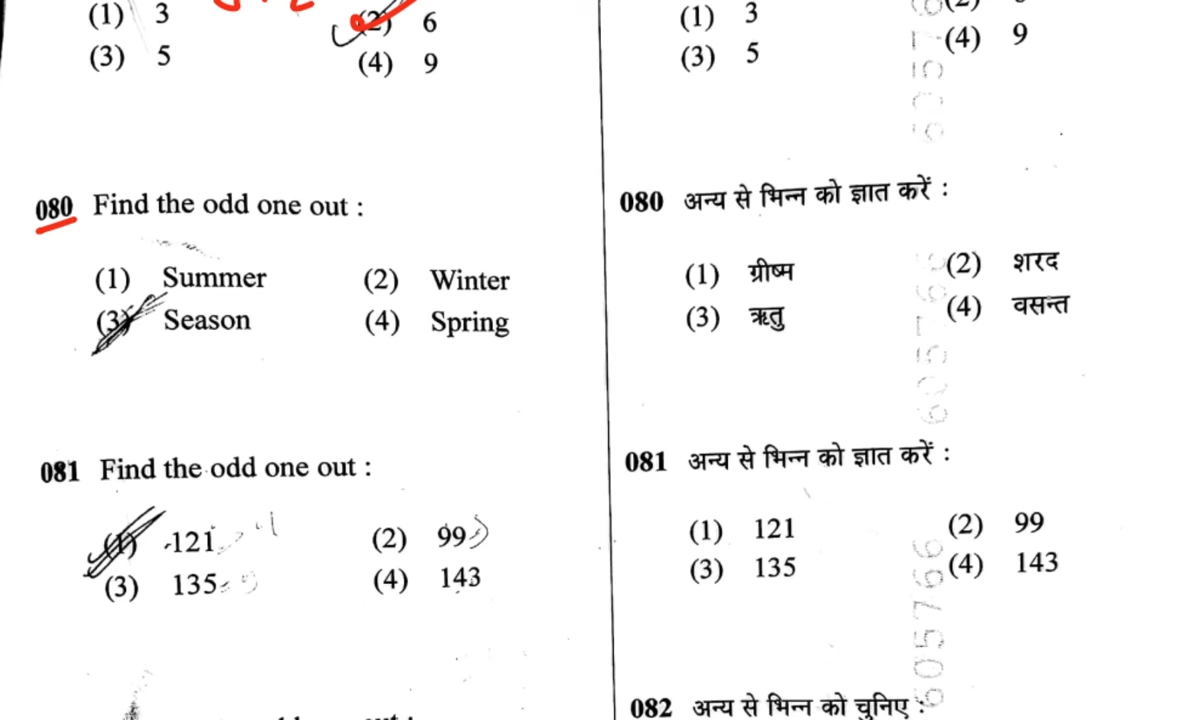 (1) 3
(2) 6
(3) 5
(4) 9
080 Find the odd one out :
(1) Summer (2) Winter
(3) Season (4) Spring
081 Find the odd one out :
(1) 121 (2) 99
(3) 135 (4) 143
(1) 3
(3) 5
(4) 9
080 अन्य से भिन्न को ज्ञात करें :
(1) ग्रीष्म (2) शरद
(3) ऋतु (4) वसन्त
081 अन्य से भिन्न को ज्ञात करें :
(1) 121 (2) 99
(3) 135 (4) 143
082 अन्य से भिन्न को चुनिए :
605766